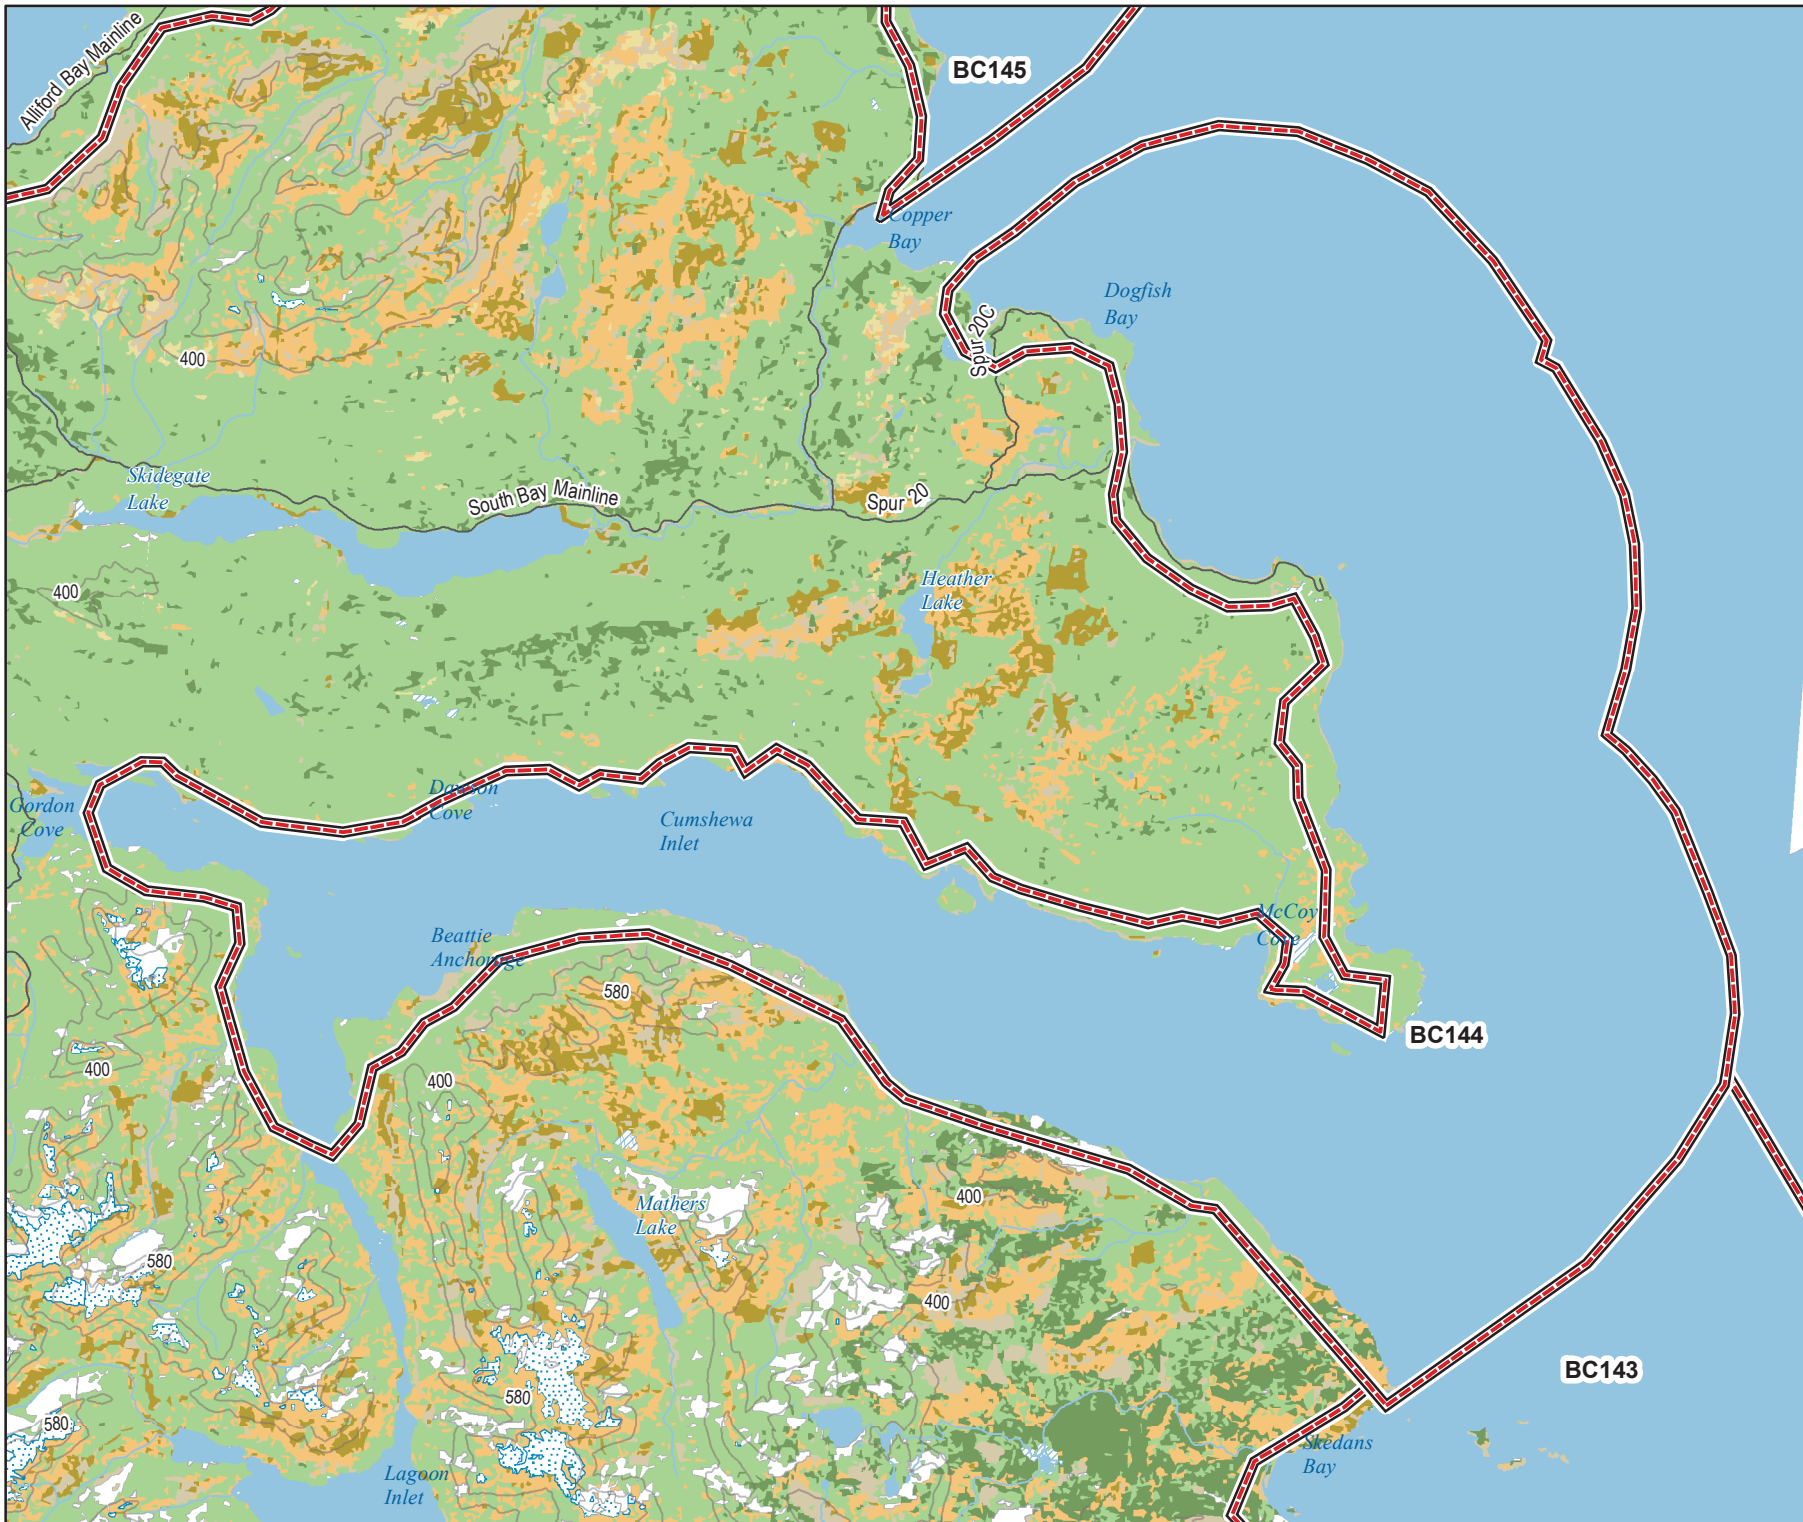 Alliford Bay Mainline
BC145
Copper
Bay
Dogfish
Bay
Spur 20C
400
Skidegate
Lake
South Bay Mainline
Spur 20
Heather
Lake
400
Gordon
Cove
Dawson
Cove
Cumshewa
Inlet
McCoy
Cove
Beattie
Anchorage
580
BC144
400
400
Mathers
Lake
400
580
400
BC143
580
580
Skedans
Bay
Lagoon
Inlet